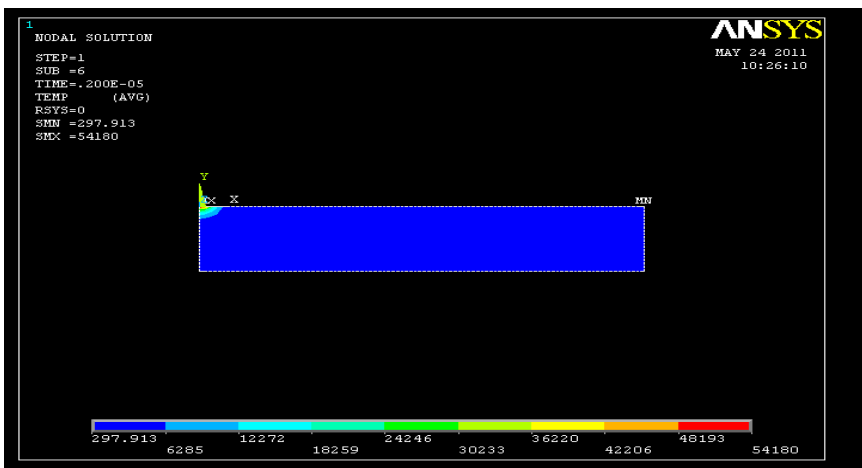 1
NODAL SOLUTION
STEP=1
SUB =6
TIME=.200E-05
TEMP (AVG)
RSYS=0
SMN =297.913
SMX =54180
ANSYS
MAY 24 2011
10:26:10
Y
X
MN
297.913 12272 24246 36220 48193
6285 18259 30233 42206 54180